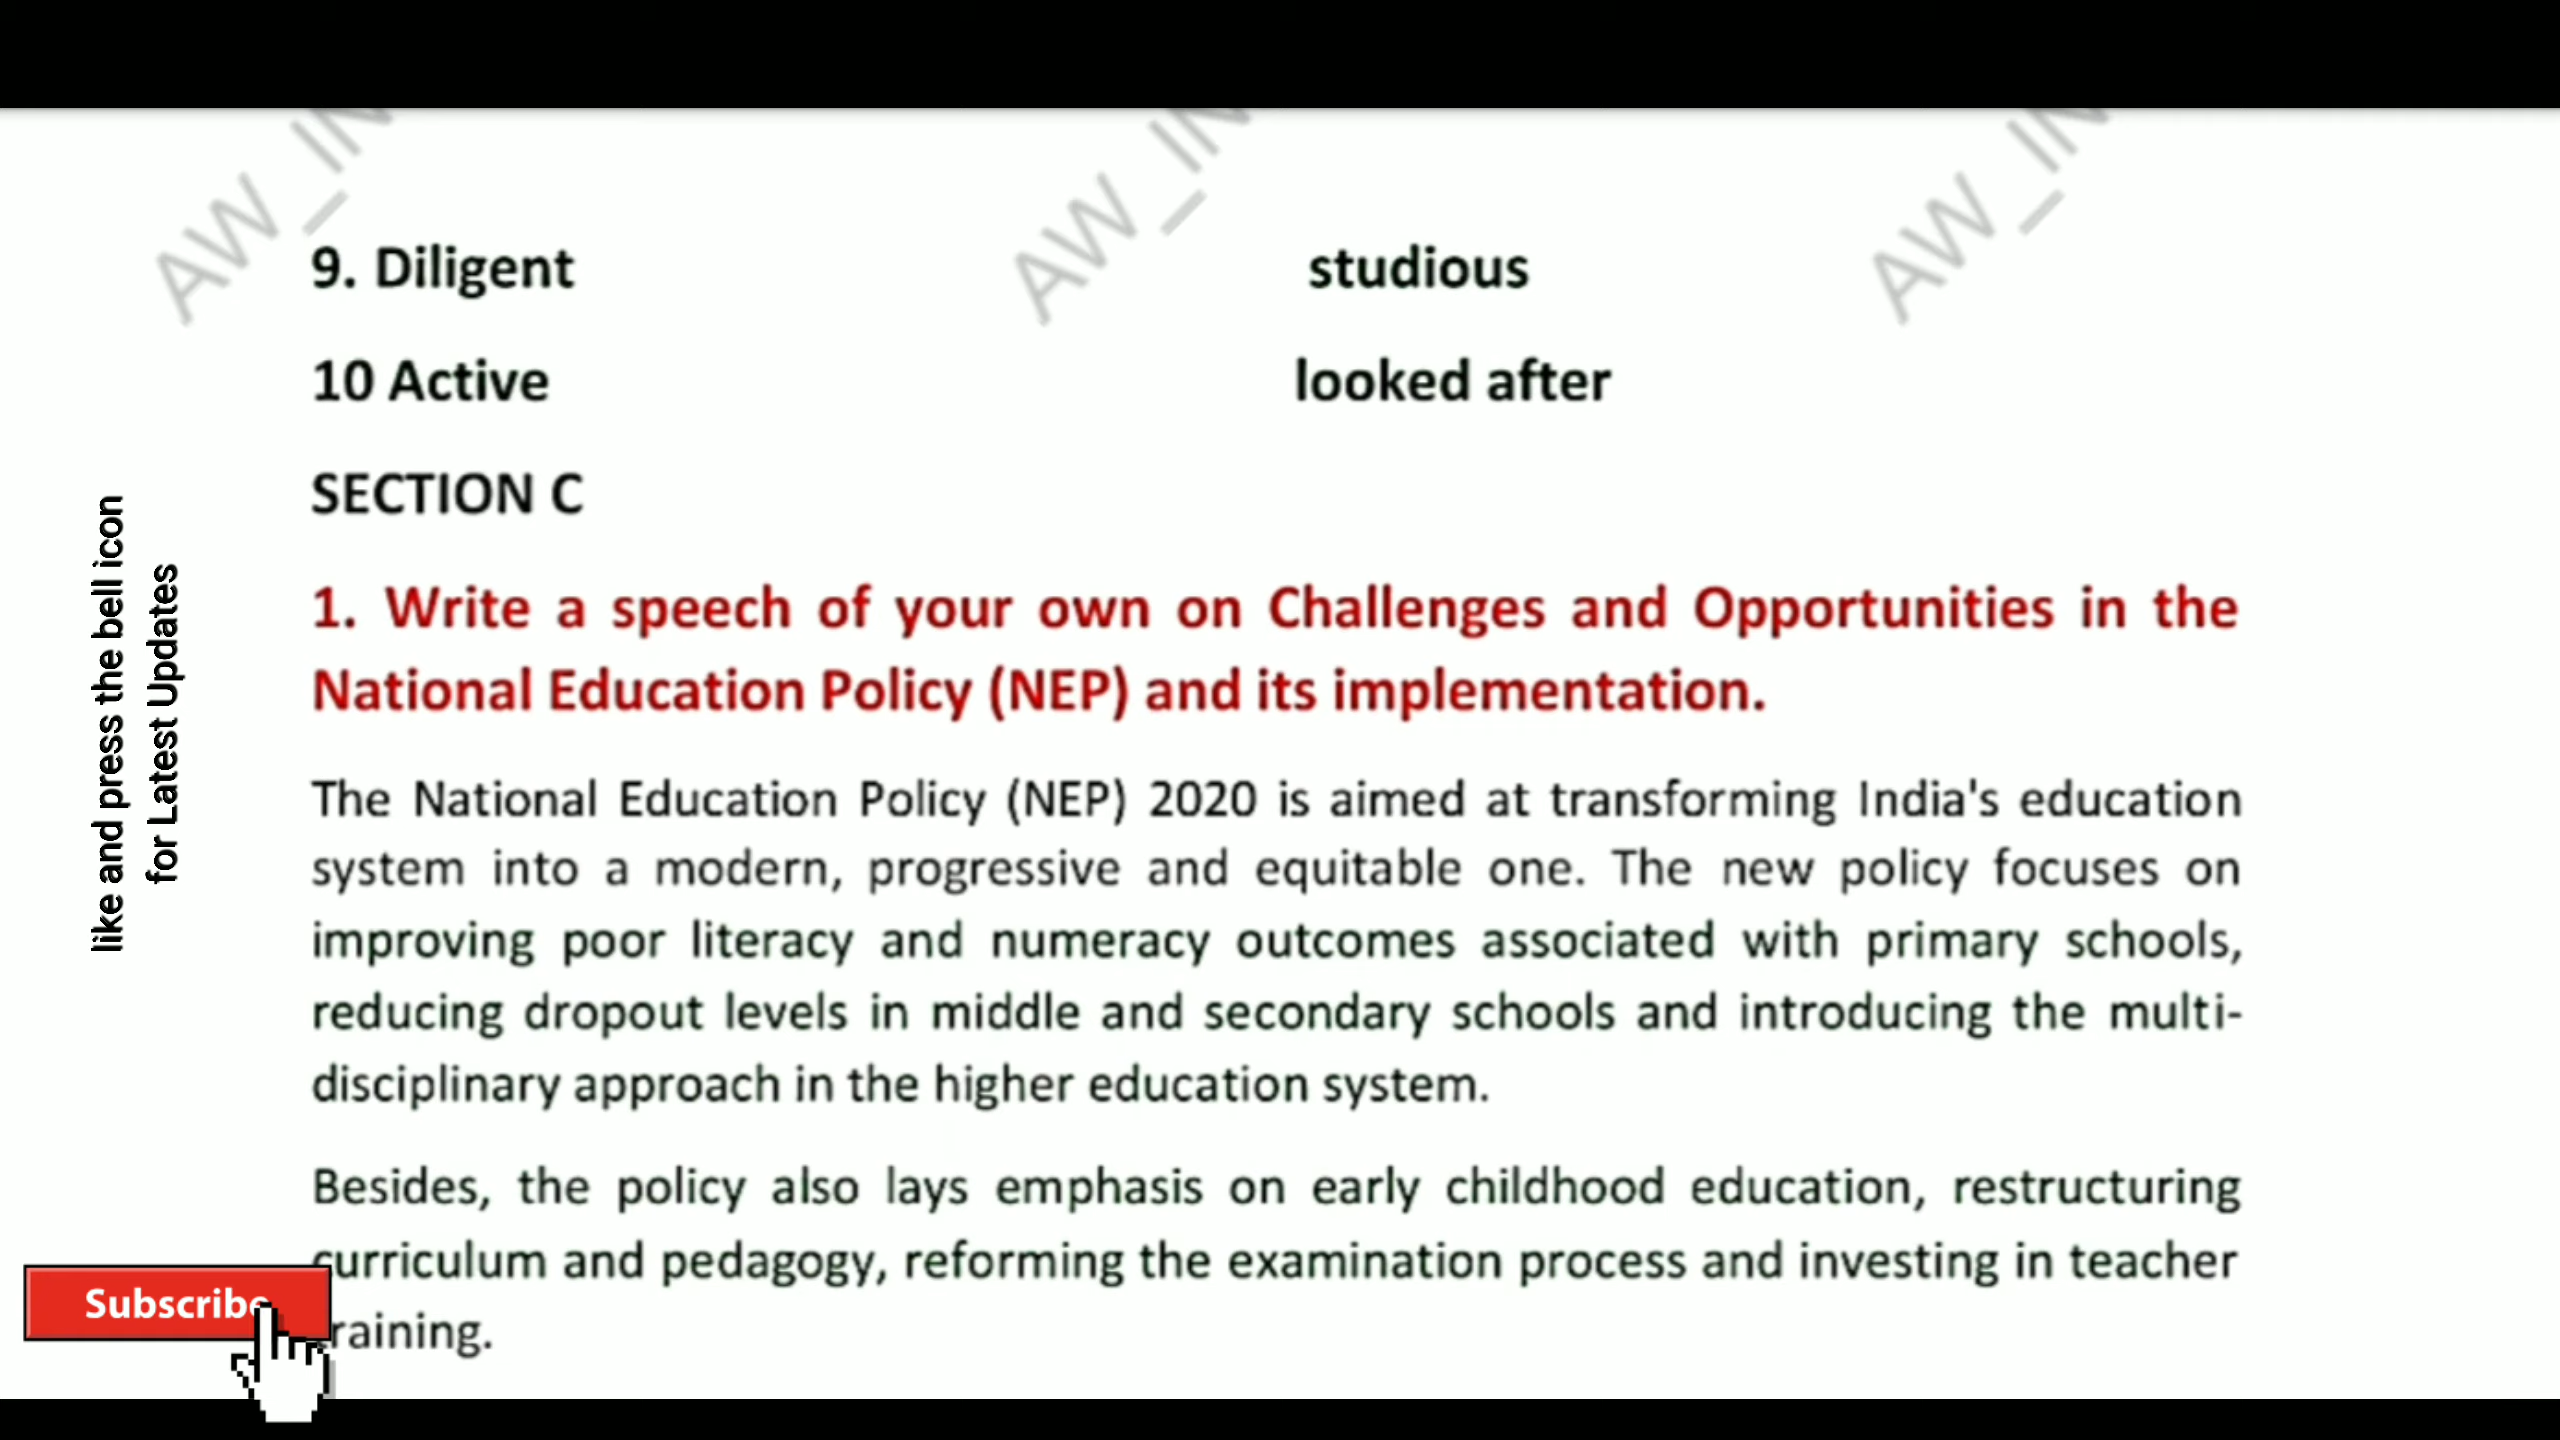 AW_IN AW_IN AW_IN
9. Diligent studious
10 Active looked after
SECTION C
1. Write a speech of your own on Challenges and Opportunities in the
National Education Policy (NEP) and its implementation.
The National Education Policy (NEP) 2020 is aimed at transforming India's education
system into a modern, progressive and equitable one. The new policy focuses on
improving poor literacy and numeracy outcomes associated with primary schools,
reducing dropout levels in middle and secondary schools and introducing the multi-
disciplinary approach in the higher education system.
Besides, the policy also lays emphasis on early childhood education, restructuring
curriculum and pedagogy, reforming the examination process and investing in teacher
training.
like and press the bell icon
for Latest Updates
Subscribe